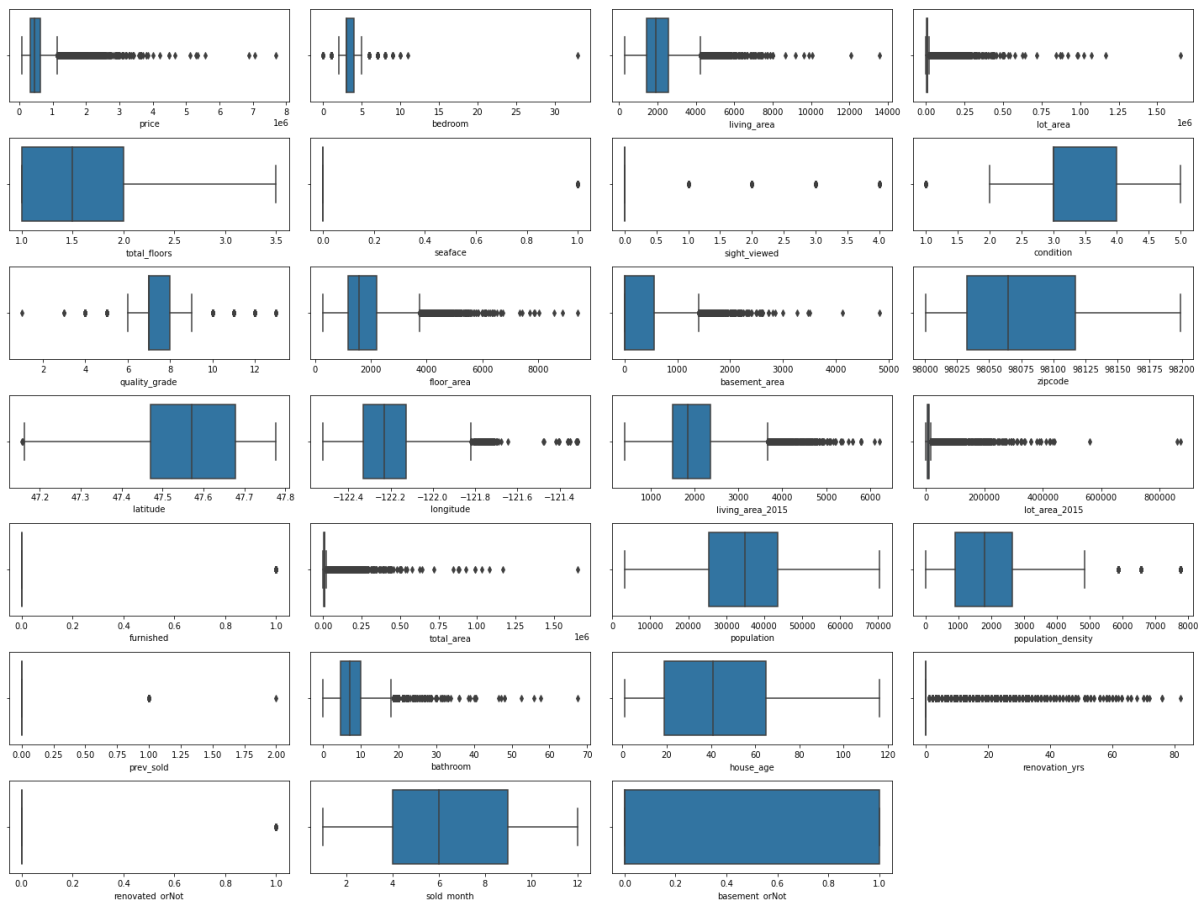 0 1 2 3 4 5 6 7 8
1e6
price
0 5 10 15 20 25 30
bedroom
0 2000 4000 6000 8000 10000 12000 14000
living_area
0.00 0.25 0.50 0.75 1.00 1.25 1.50
1e6
lot_area
1.0 1.5 2.0 2.5 3.0 3.5
total_floors
0.0 0.2 0.4 0.6 0.8 1.0
seaface
0.0 0.5 1.0 1.5 2.0 2.5 3.0 3.5 4.0
sight_viewed
1.0 1.5 2.0 2.5 3.0 3.5 4.0 4.5 5.0
condition
2 4 6 8 10 12
quality_grade
0 2000 4000 6000 8000
floor_area
0 1000 2000 3000 4000 5000
basement_area
98000 98025 98050 98075 98100 98125 98150 98175 98200
zipcode
47.2 47.3 47.4 47.5 47.6 47.7 47.8
latitude
−122.4 −122.2 −122.0 −121.8 −121.6 −121.4
longitude
1000 2000 3000 4000 5000 6000
living_area_2015
0 200000 400000 600000 800000
lot_area_2015
0.0 0.2 0.4 0.6 0.8 1.0
furnished
0.00 0.25 0.50 0.75 1.00 1.25 1.50
1e6
total_area
0 10000 20000 30000 40000 50000 60000 70000
population
0 1000 2000 3000 4000 5000 6000 7000 8000
population_density
0.00 0.25 0.50 0.75 1.00 1.25 1.50 1.75 2.00
prev_sold
0 10 20 30 40 50 60 70
bathroom
0 20 40 60 80 100 120
house_age
0 20 40 60 80
renovation_yrs
0.0 0.2 0.4 0.6 0.8 1.0
renovated_orNot
2 4 6 8 10 12
sold_month
0.0 0.2 0.4 0.6 0.8 1.0
basement_orNot